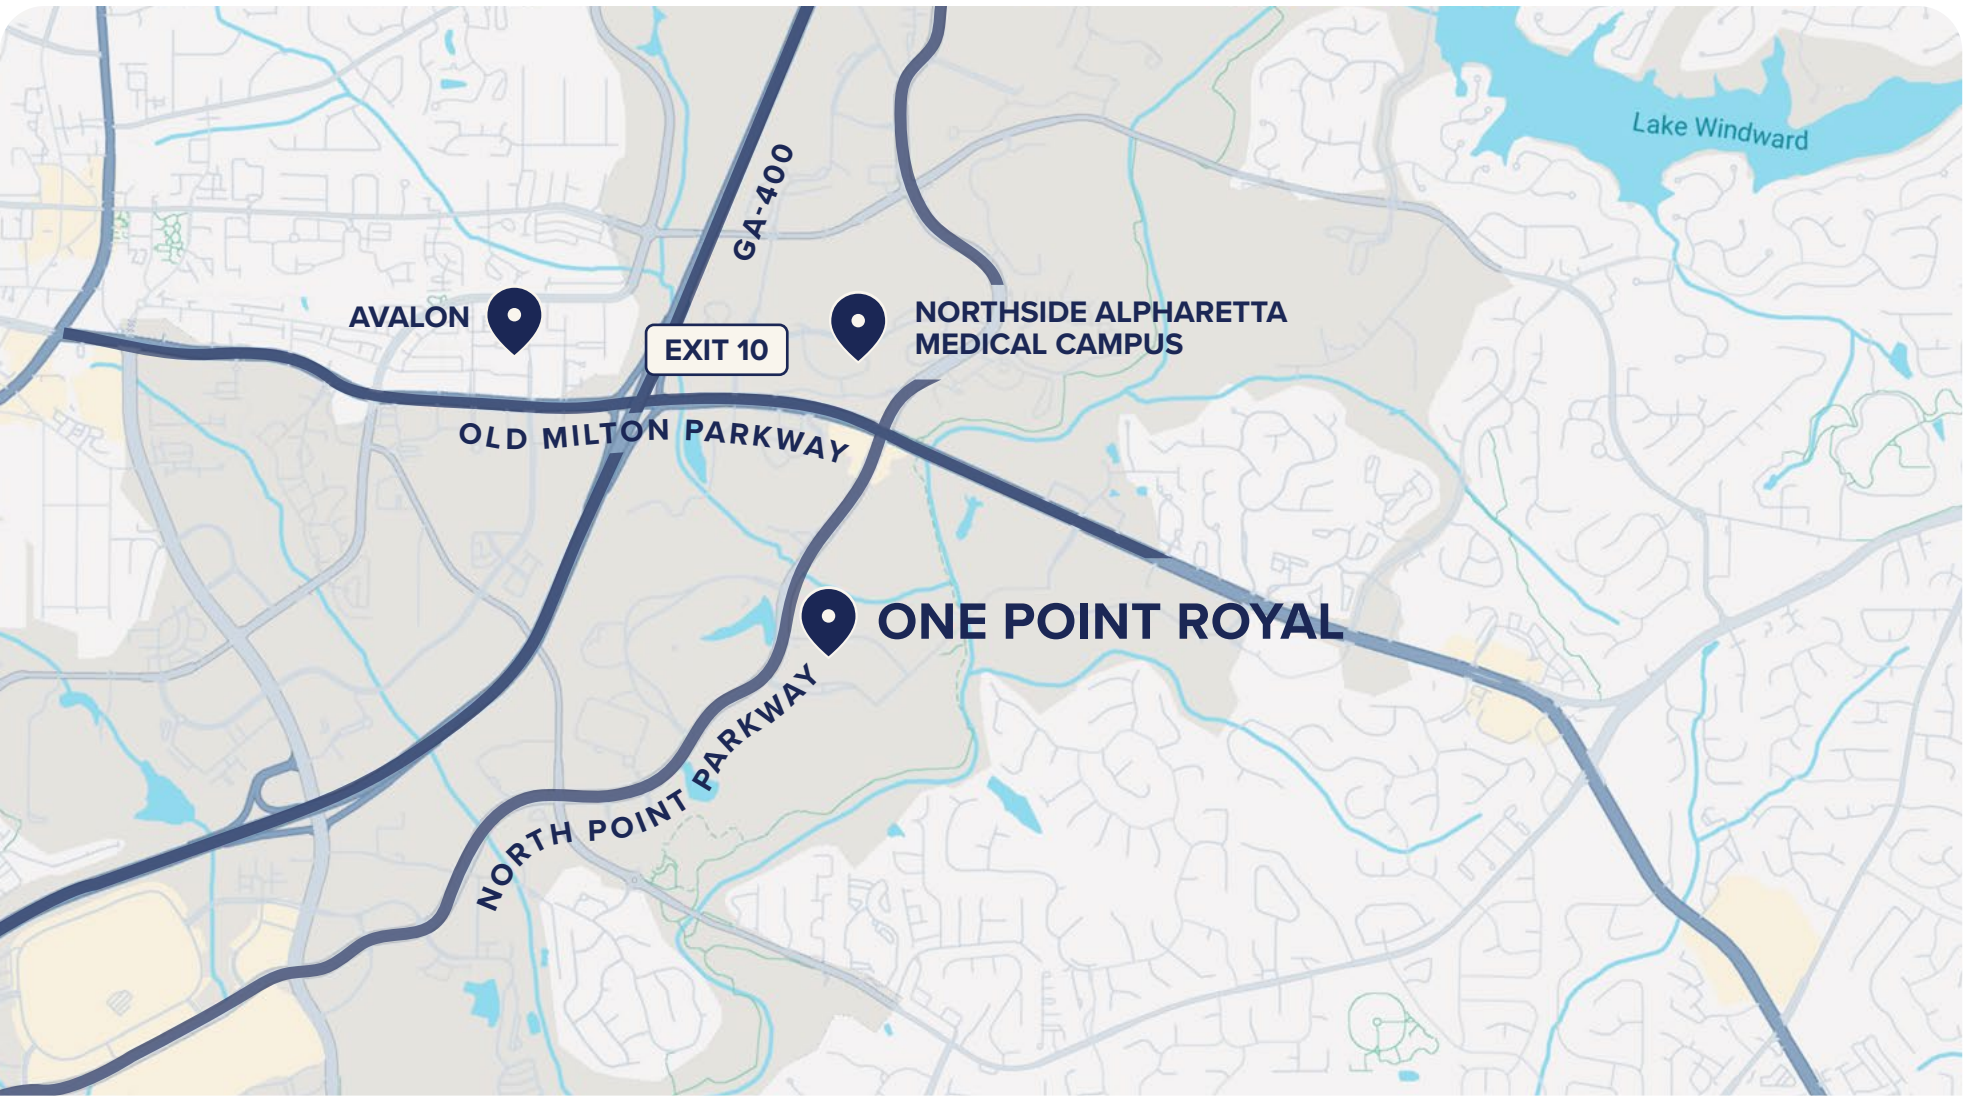 Lake Windward
GA-400
AVALON
EXIT 10
NORTHSIDE ALPHARETTA
MEDICAL CAMPUS
OLD MILTON PARKWAY
ONE POINT ROYAL
NORTH POINT PARKWAY